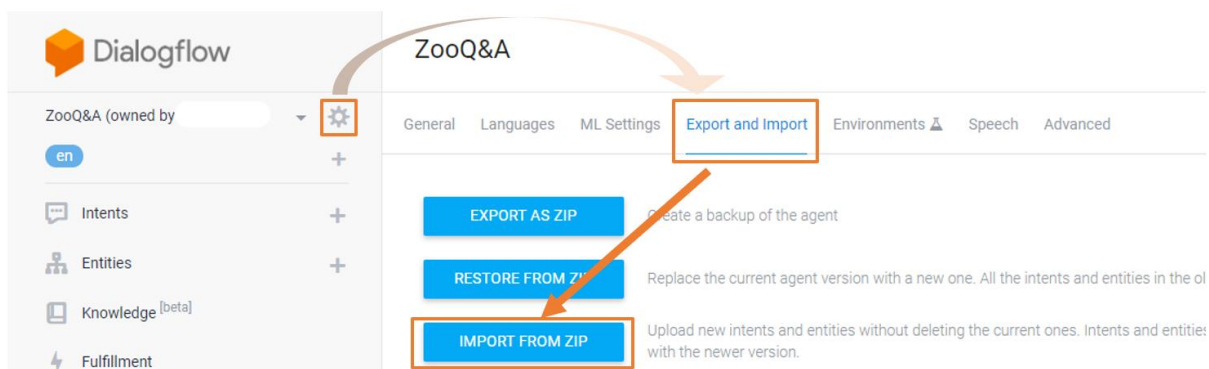 Dialogflow
ZooQ&A
ZooQ&A (owned by
en
General Languages ML Settings Export and Import Environments Speech Advanced
Intents
Entities
Knowledge [beta]
Fulfillment
EXPORT AS ZIP
Create a backup of the agent
RESTORE FROM ZIP
Replace the current agent version with a new one. All the intents and entities in the ol
IMPORT FROM ZIP
Upload new intents and entities without deleting the current ones. Intents and entities
with the newer version.